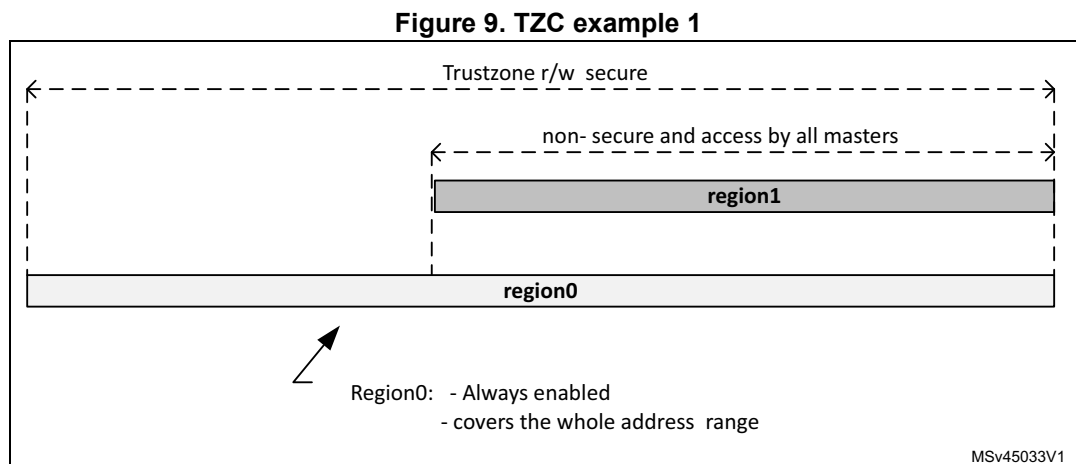 Figure 9. TZC example 1
Trustzone r/w secure
non- secure and access by all masters
region1
region0
Region0: - Always enabled
- covers the whole address range
MSv45033V1